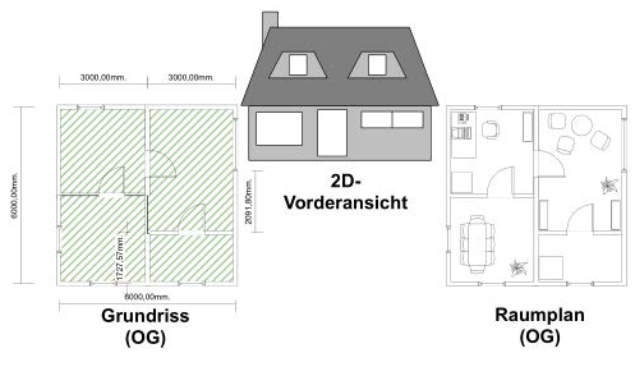 3000,00mm.
3000,00mm.
6000,00mm.
2091,80mm.
1727,57mm.
6000,00mm.
2D-
Vorderansicht
Grundriss
(OG)
Raumplan
(OG)